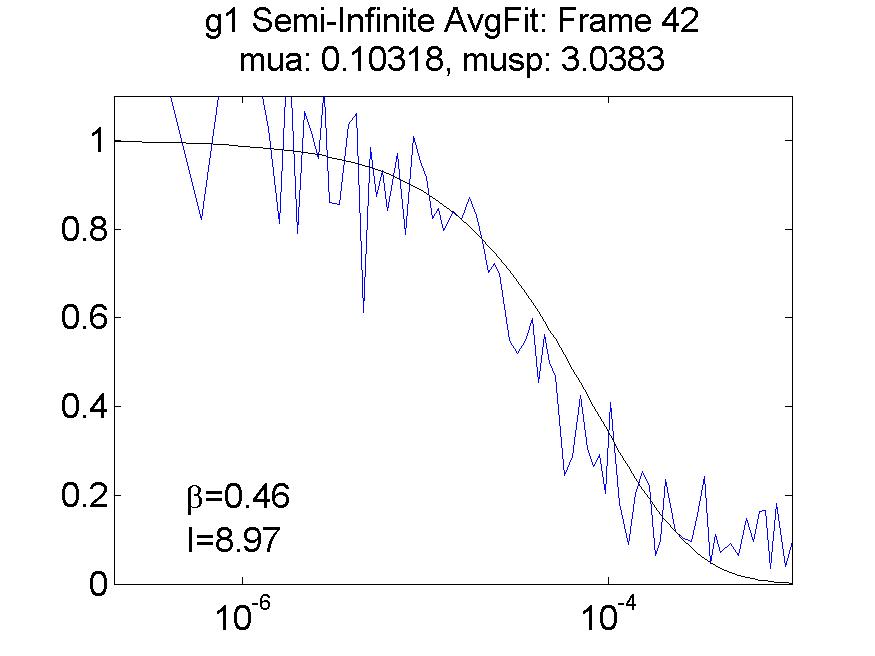 g1 Semi-Infinite AvgFit: Frame 42
mua: 0.10318, musp: 3.0383
1
0.8
0.6
0.4
0.2
0
β=0.46
I=8.97
10^-6
10^-4